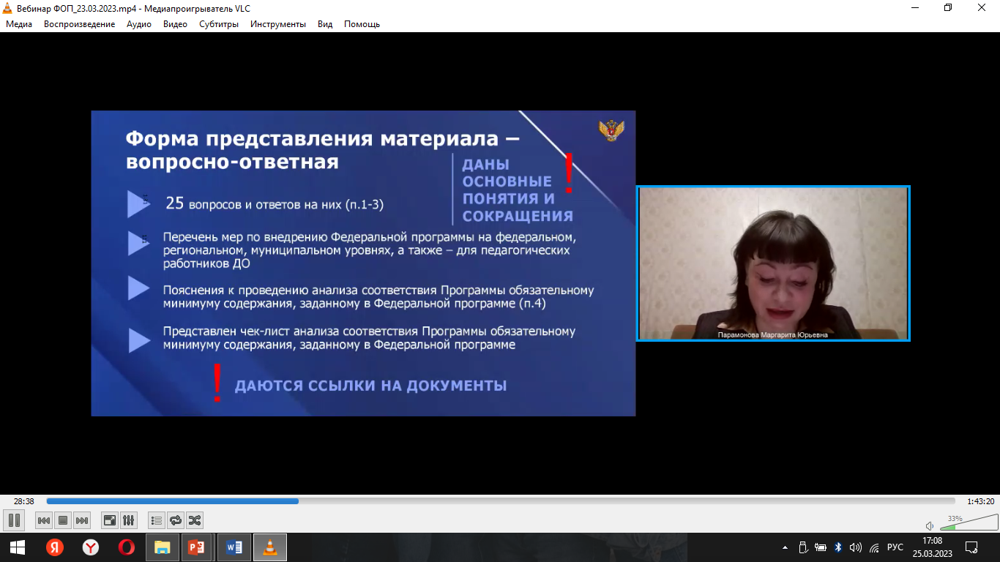 Вебинар ФОП_23.03.2023.mp4 - Медиапроигрыватель VLC
Медиа Воспроизведение Аудио Видео Субтитры Инструменты Вид Помощь
Форма представления материала –
вопросно-ответная
ДАНЫ
ОСНОВНЫЕ
ПОНЯТИЯ И
СОКРАЩЕНИЯ
!
25 вопросов и ответов на них (п.1-3)
Перечень мер по внедрению Федеральной программы на федеральном,
региональном, муниципальном уровнях, а также – для педагогических
работников ДО
Пояснения к проведению анализа соответствия Программы обязательному
минимуму содержания, заданному в Федеральной программе (п.4)
Представлен чек-лист анализа соответствия Программы обязательному
минимуму содержания, заданному в Федеральной программе
! ДАЮТСЯ ССЫЛКИ НА ДОКУМЕНТЫ
Парамонова Маргарита Юрьевна
28:38 1:43:20
33%
РУС
17:08
25.03.2023